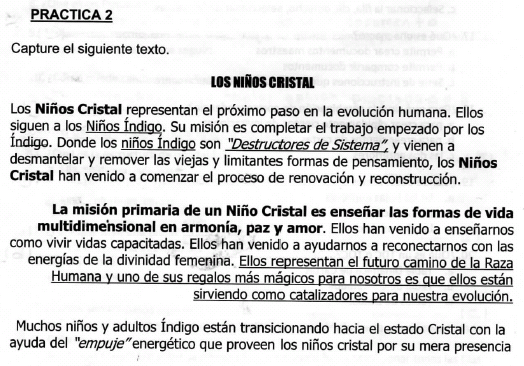 PRACTICA 2
Capture el siguiente texto.
LOS NIÑOS CRISTAL
Los Niños Cristal representan el próximo paso en la evolución humana. Ellos
siguen a los Niños Índigo. Su misión es completar el trabajo empezado por los
Índigo. Donde los niños Índigo son "Destructores de Sistema", y vienen a
desmantelar y remover las viejas y limitantes formas de pensamiento, los Niños
Cristal han venido a comenzar el proceso de renovación y reconstrucción.
La misión primaria de un Niño Cristal es enseñar las formas de vida
multidimensional en armonía, paz y amor. Ellos han venido a enseñarnos
como vivir vidas capacitadas. Ellos han venido a ayudarnos a reconectarnos con las
energías de la divinidad femenina. Ellos representan el futuro camino de la Raza
Humana y uno de sus regalos más mágicos para nosotros es que ellos están
sirviendo como catalizadores para nuestra evolución.
Muchos niños y adultos Índigo están transicionando hacia el estado Cristal con la
ayuda del "empuje" energético que proveen los niños cristal por su mera presencia